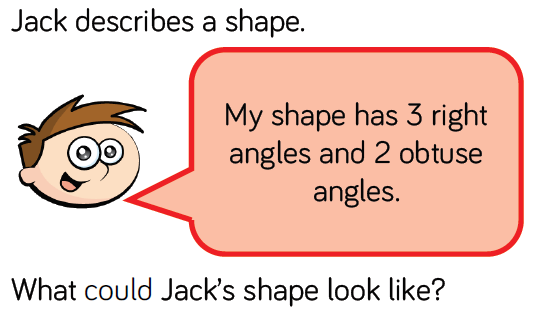 Jack describes a shape.
My shape has 3 right
angles and 2 obtuse
angles.
What could Jack's shape look like?